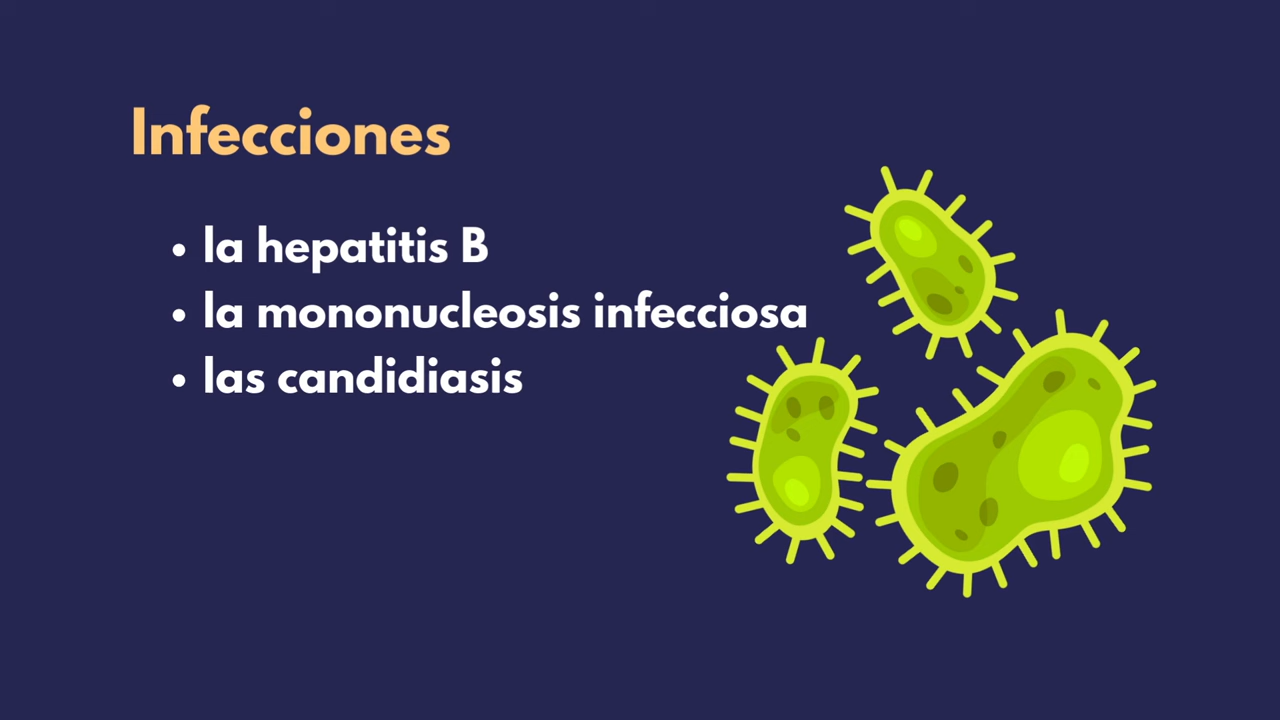 Infecciones
• la hepatitis B
• la mononucleosis infecciosa
• las candidiasis